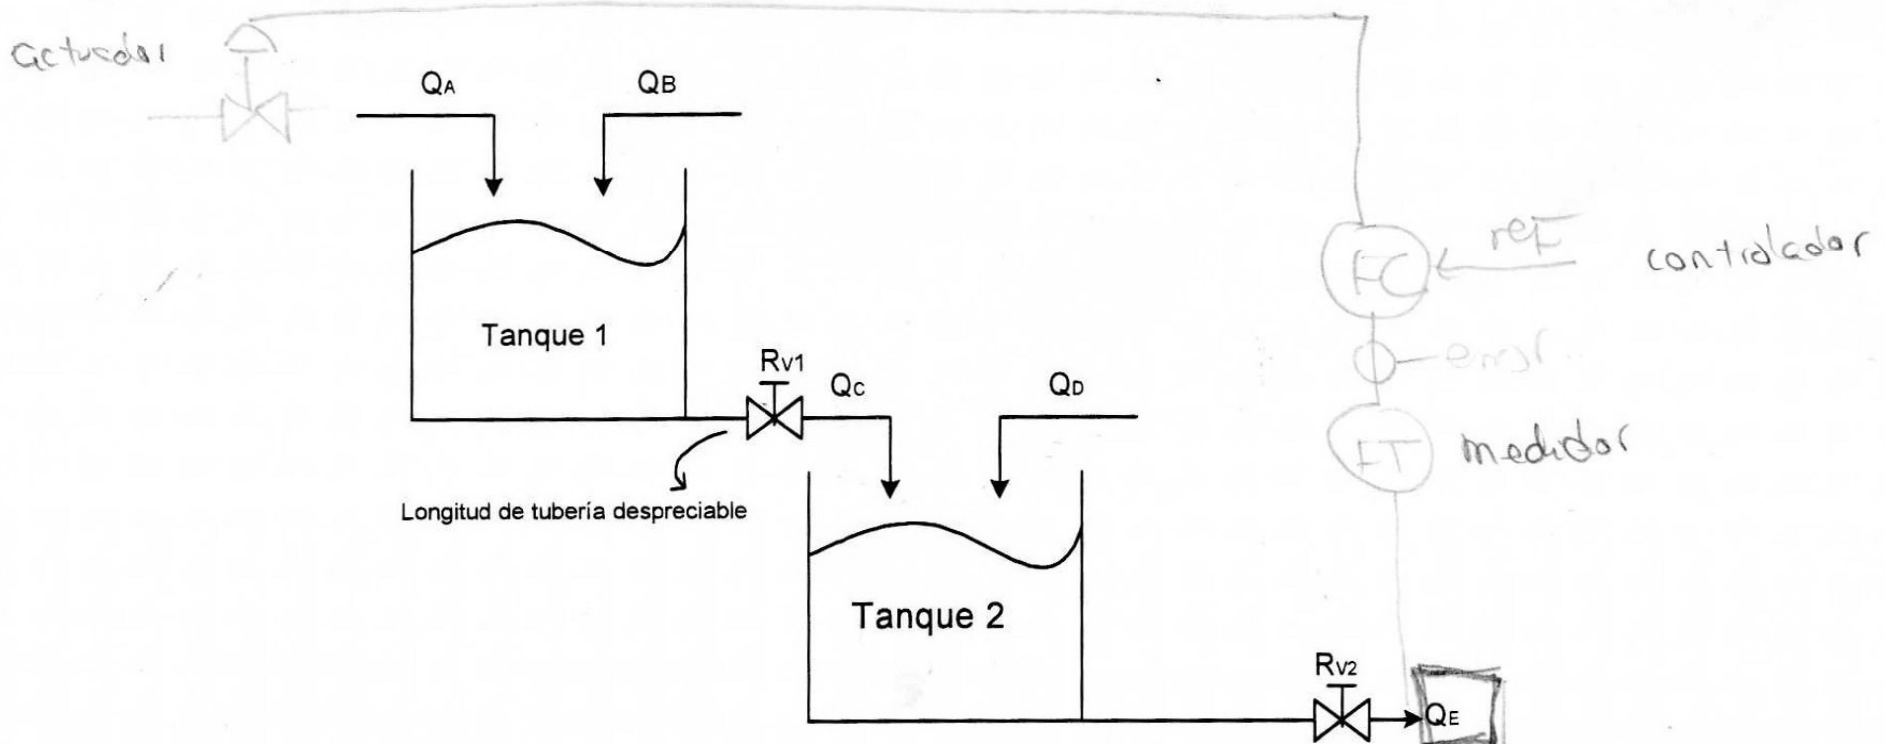 actuador
QA
QB
ref
FC
controlador
Tanque 1
RV1
error
QC
QD
FT
medidor
Longitud de tubería despreciable
Tanque 2
RV2
QE